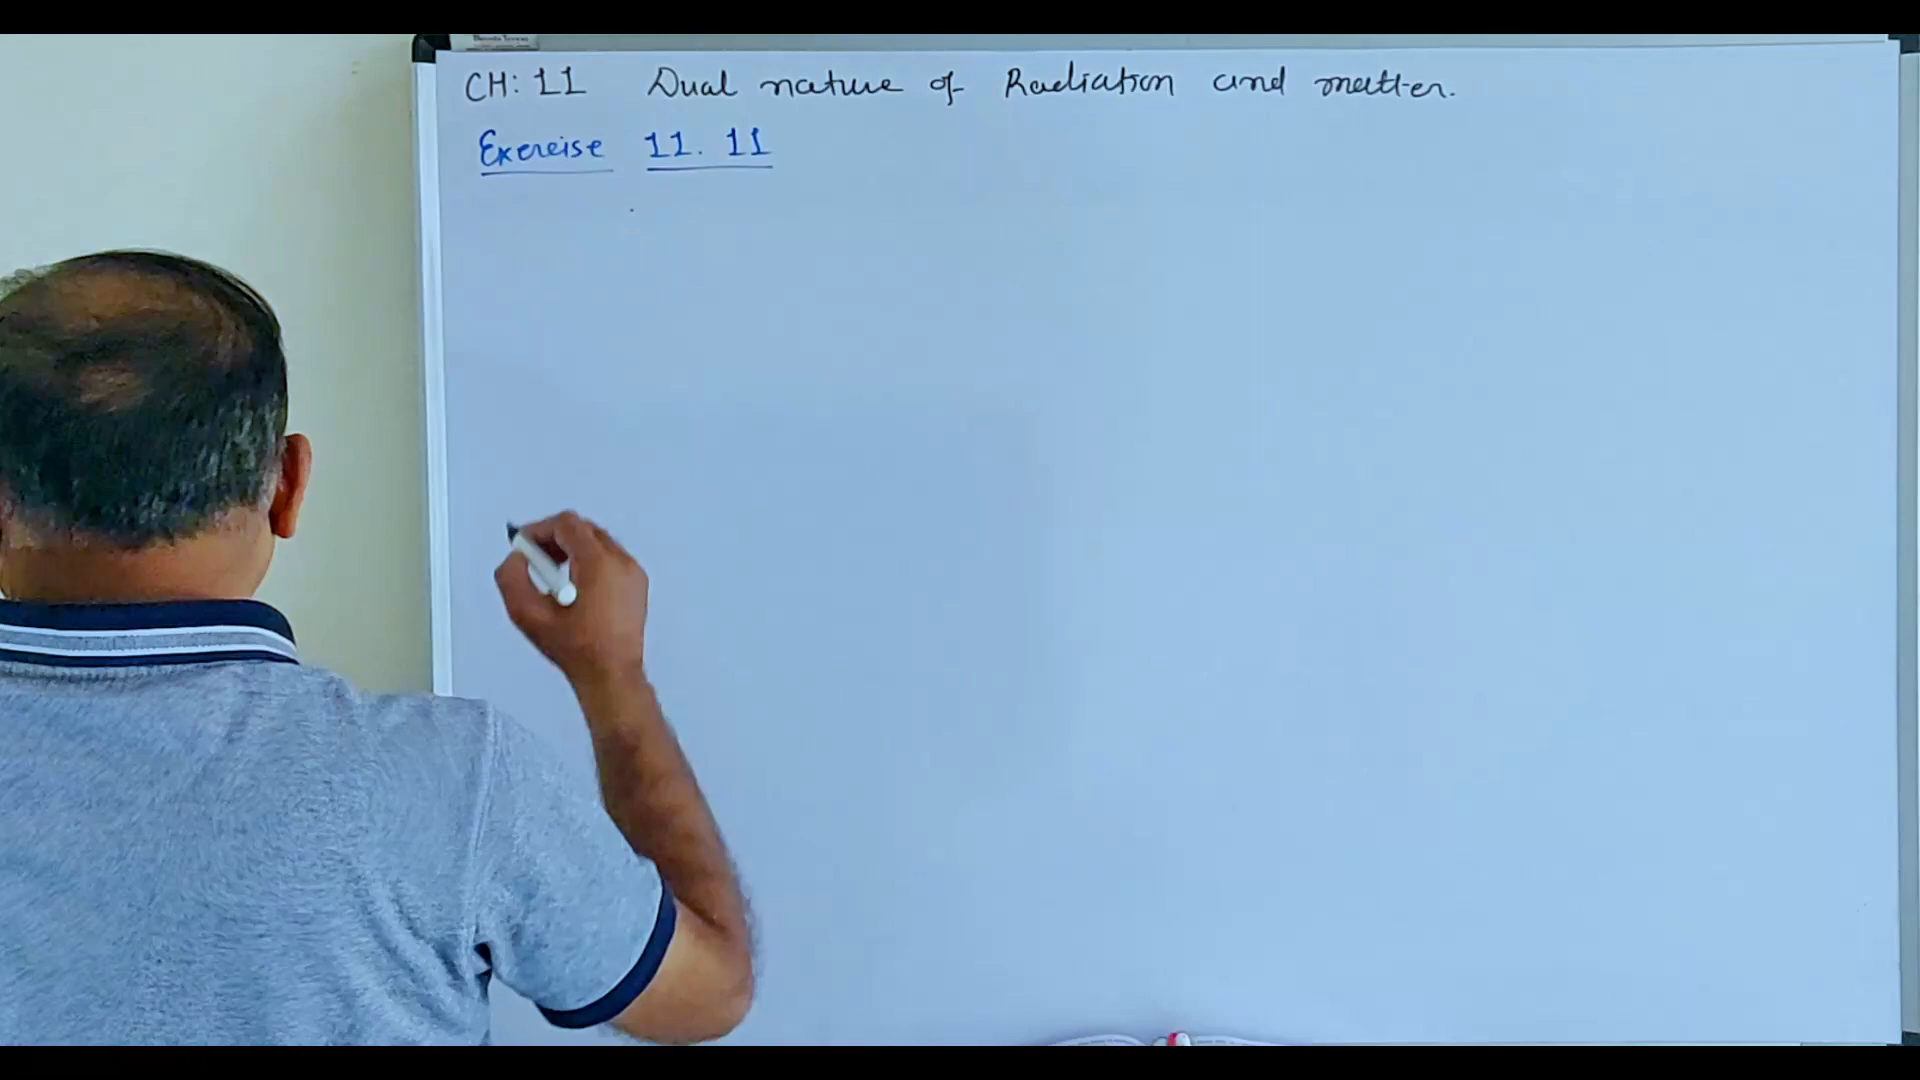 CH: 11 Dual nature of Radiation and matter.
Exercise 11. 11